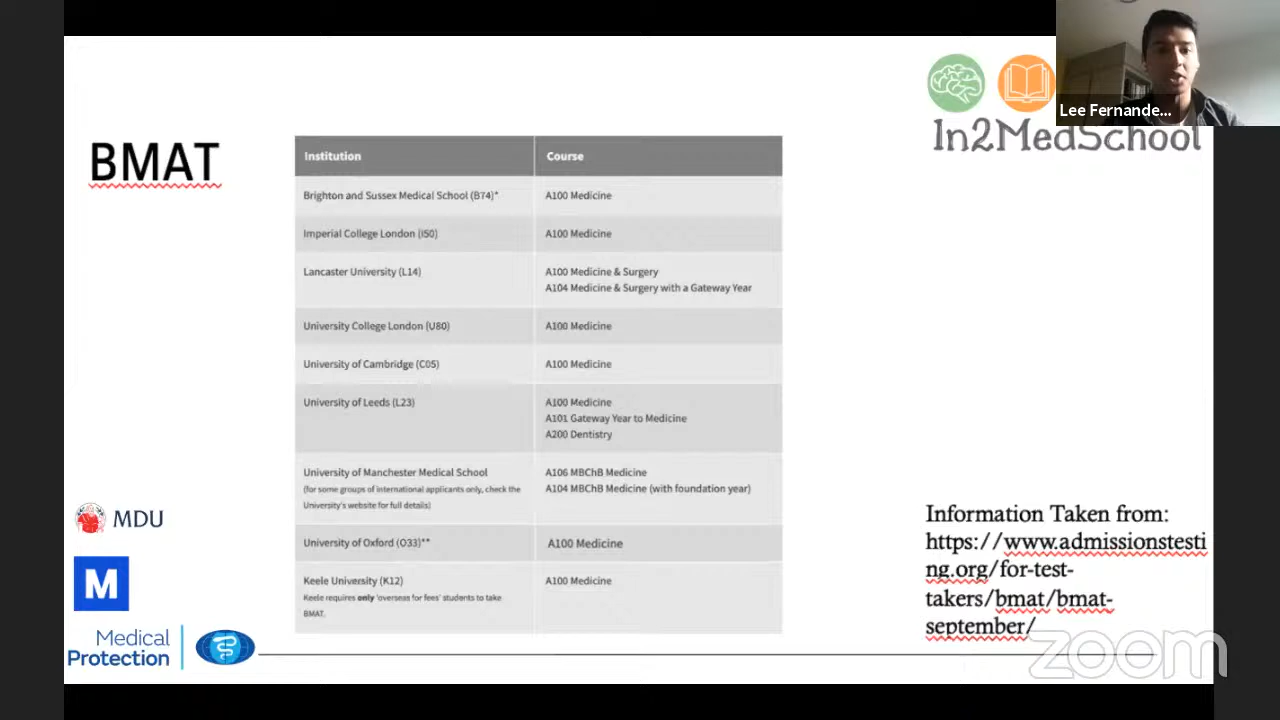 Lee Fernande...
In2MedSchool
BMAT
Institution Course
Brighton and Sussex Medical School (B74)* A100 Medicine
Imperial College London (I50) A100 Medicine
Lancaster University (L14) A100 Medicine & Surgery
A104 Medicine & Surgery with a Gateway Year
University College London (U80) A100 Medicine
University of Cambridge (C05) A100 Medicine
University of Leeds (L23) A100 Medicine
A101 Gateway Year to Medicine
A200 Dentistry
University of Manchester Medical School A106 MBChB Medicine
(for some groups of international applicants only, check the A104 MBChB Medicine (with foundation year)
University's website for full details)
University of Oxford (O33)** A100 Medicine
Keele University (K12) A100 Medicine
Keele requires only 'overseas for fees' students to take
BMAT.
MDU
M
Medical
Protection
Information Taken from:
https://www.admissionstesti
ng.org/for-test-
takers/bmat/bmat-
september/
zoom